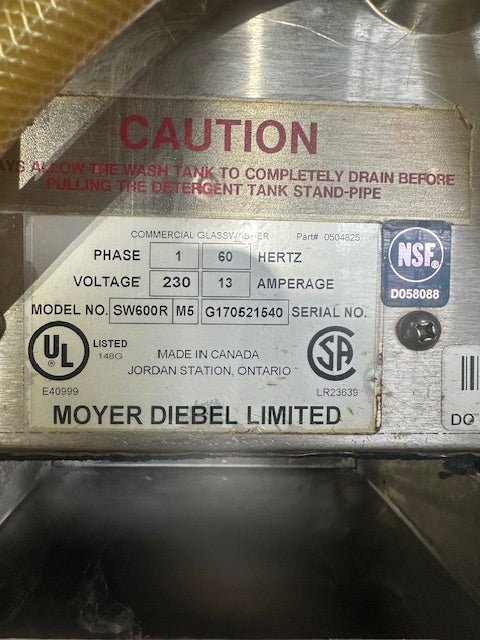 CAUTION
ALLOW THE WASH TANK TO COMPLETELY DRAIN BEFORE
PULLING THE DETERGENT TANK STAND-PIPE
COMMERCIAL GLASSWASHER Part# 0504825
PHASE 1 60 HERTZ
VOLTAGE 230 13 AMPERAGE
MODEL NO. SW600R M5 G170521540 SERIAL NO.
UL LISTED 148G
E40999
MADE IN CANADA
JORDAN STATION, ONTARIO
SA
LR23639
MOYER DIEBEL LIMITED
NSF
D058088
DO